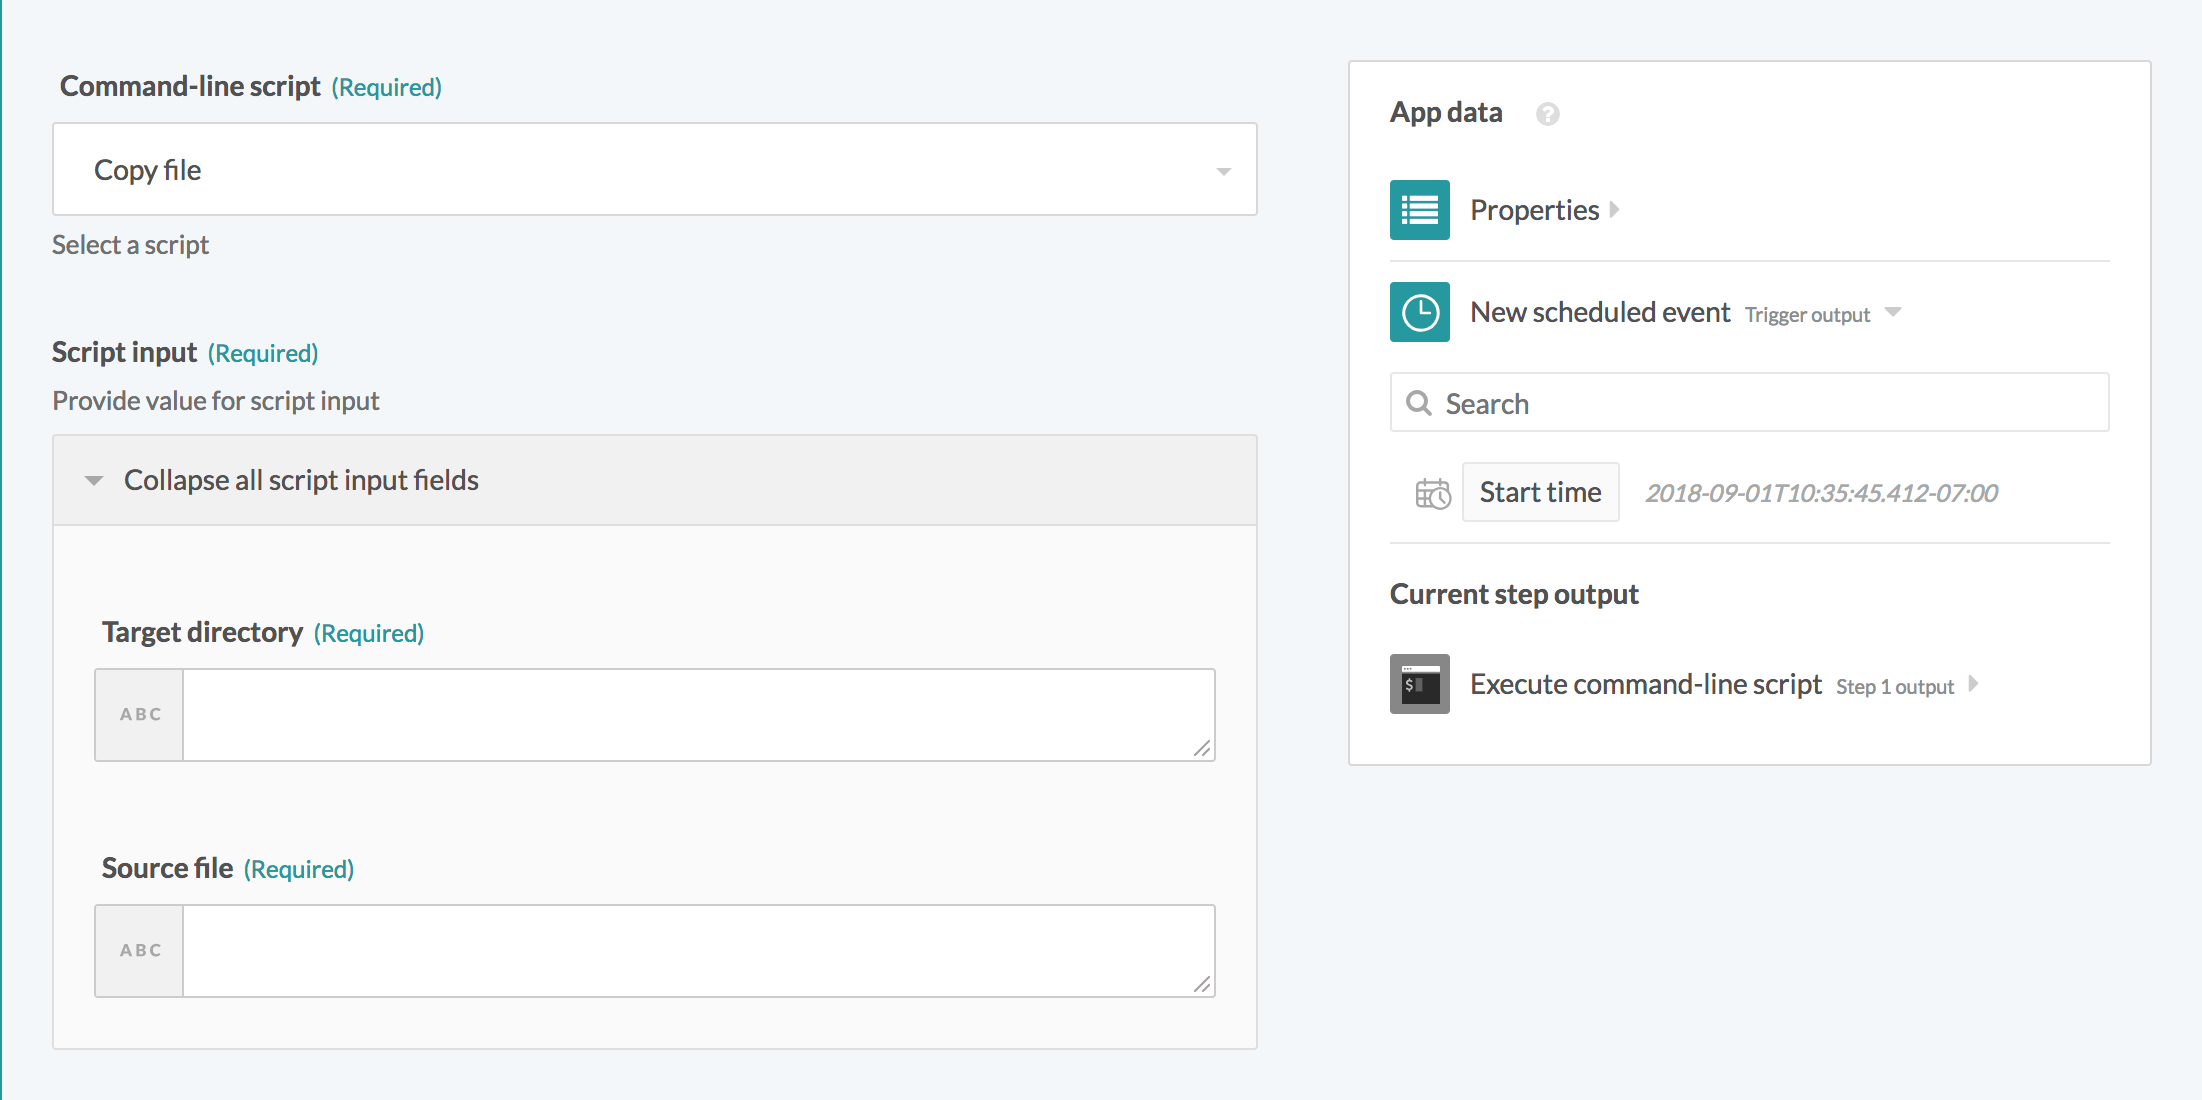 Command-line script (Required)
Copy file
Select a script
Script input (Required)
Provide value for script input
Collapse all script input fields
Target directory (Required)
ABC
Source file (Required)
ABC
App data ?
Properties
New scheduled event Trigger output
Search
Start time 2018-09-01T10:35:45.412-07:00
Current step output
$
Execute command-line script Step 1 output